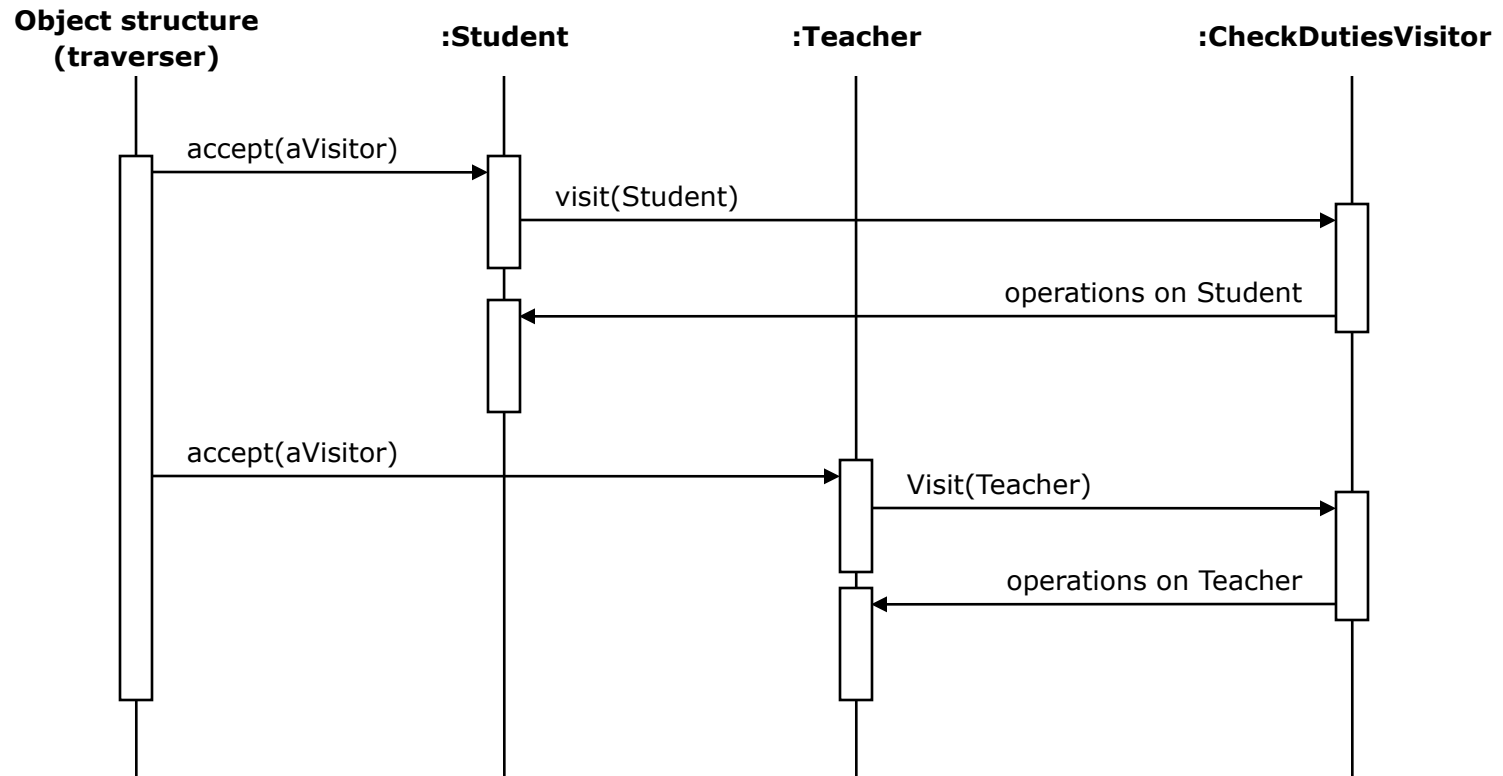 Object structure
(traverser)
:Student
:Teacher
:CheckDutiesVisitor
accept(aVisitor)
visit(Student)
operations on Student
accept(aVisitor)
Visit(Teacher)
operations on Teacher